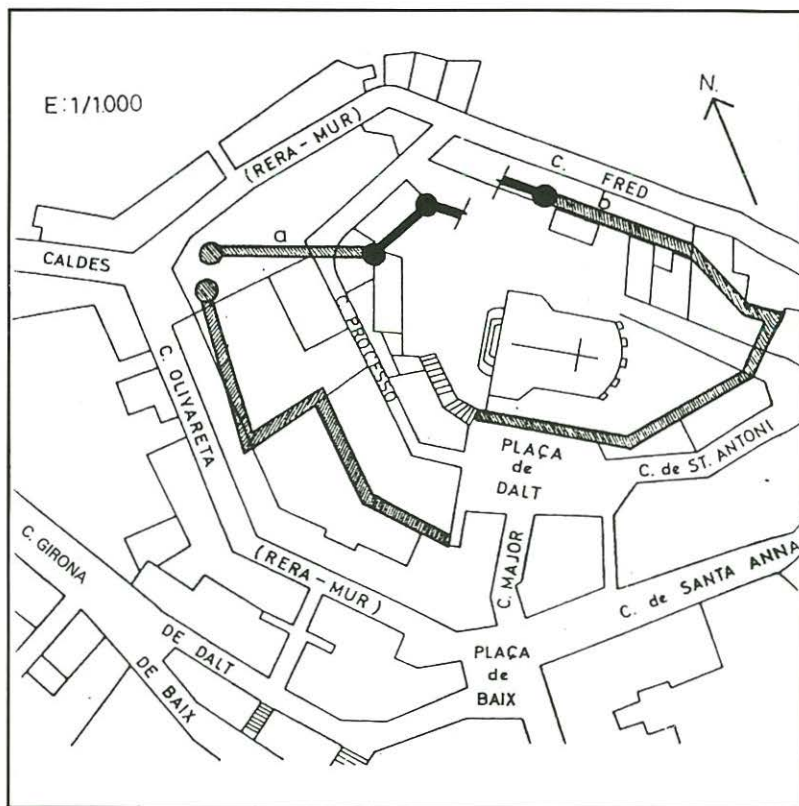 E:1/1.000
N.
(RERA-MUR)
C. FRED
a
b
CALDES
C. PROCESSO
C. OLIVARETA
PLAÇA
de
DALT
C. de ST. ANTONI
C. GIRONA
(RERA-MUR)
C. MAJOR
C. de SANTA ANNA
DE DALT
DE BAIX
PLAÇA
de
BAIX